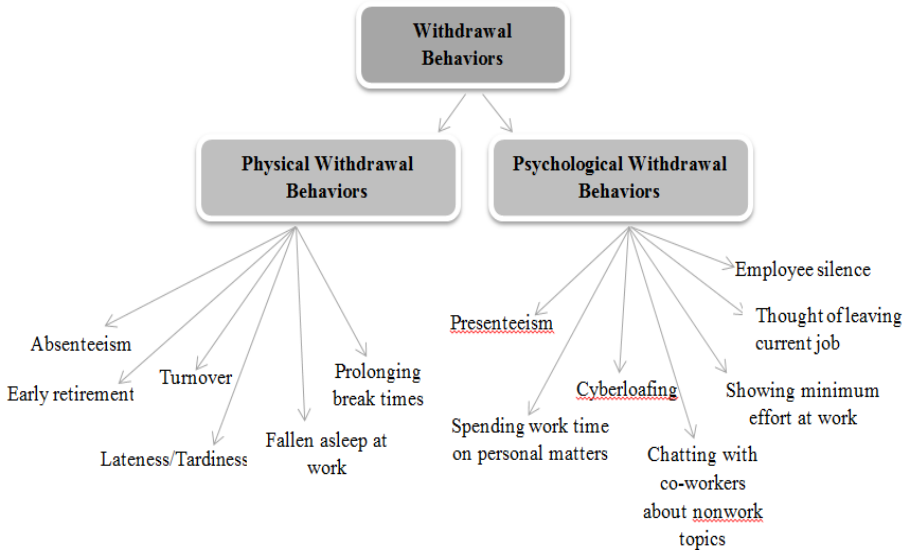 Withdrawal
Behaviors
Physical Withdrawal
Behaviors
Psychological Withdrawal
Behaviors
Absenteeism
Early retirement
Turnover
Lateness/Tardiness
Fallen asleep at
work
Prolonging
break times
Presenteeism
Spending work time
on personal matters
Cyberloafing
Chatting with
co-workers
about nonwork
topics
Showing minimum
effort at work
Thought of leaving
current job
Employee silence